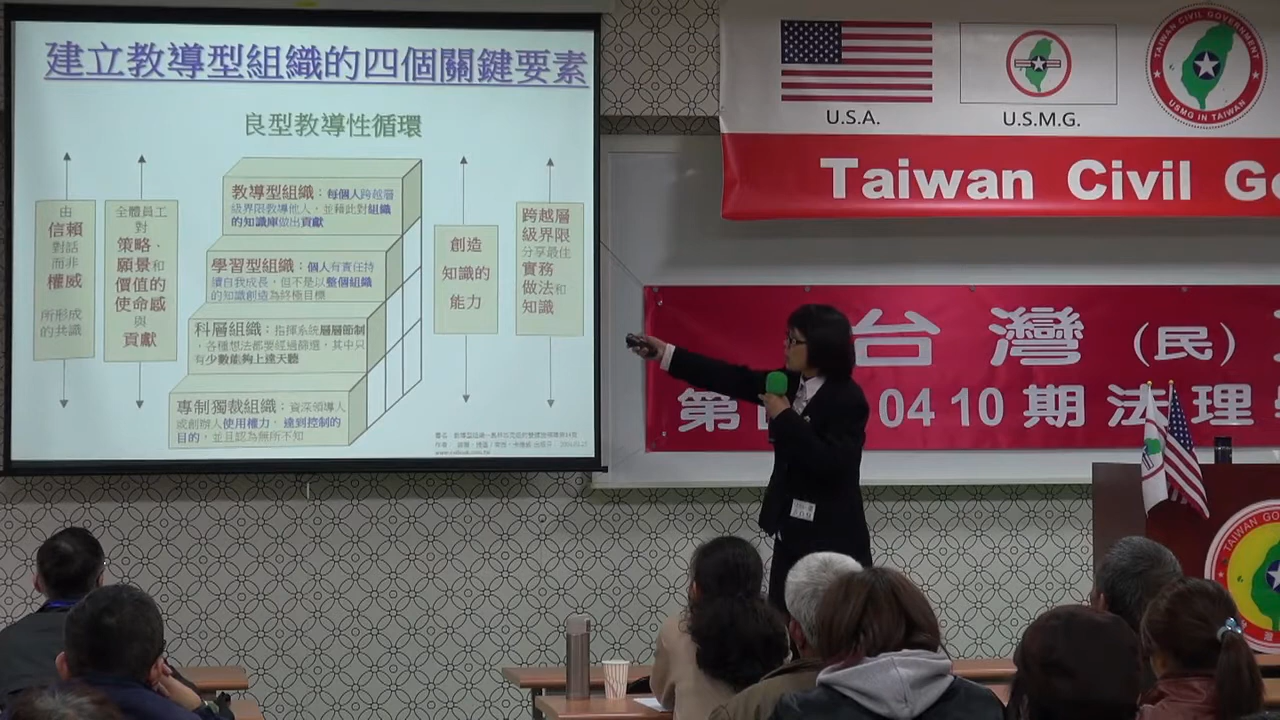 建立教導型組織的四個關鍵要素
良型教導性循環
由
信賴
對話
而非
權威
所形成
的共識
全體員工
對
策略、
願景和
價值的
使命感
與
貢獻
教導型組織：每個人跨越層
級界限教導他人，並藉此對組織
的知識庫做出貢獻
學習型組織：個人有責任持
續自我成長，但不是以整個組織
的知識創造為終極目標
科層組織：指揮系統層層節制
，各種想法都要經過篩選，其中只
有少數能夠上達天聽
專制獨裁組織：資深領導人
或創辦人使用權力、達到控制的
目的，並且認為無所不知
創造
知識的
能力
跨越層
級界限
分享最佳
實務
做法和
知識
U.S.A.
U.S.M.G.
TAIWAN CIVIL GOVERNMENT
USMG IN TAIWAN
Taiwan Civil G
台灣(民)
第
04 10 期 法理
TAIWAN GO